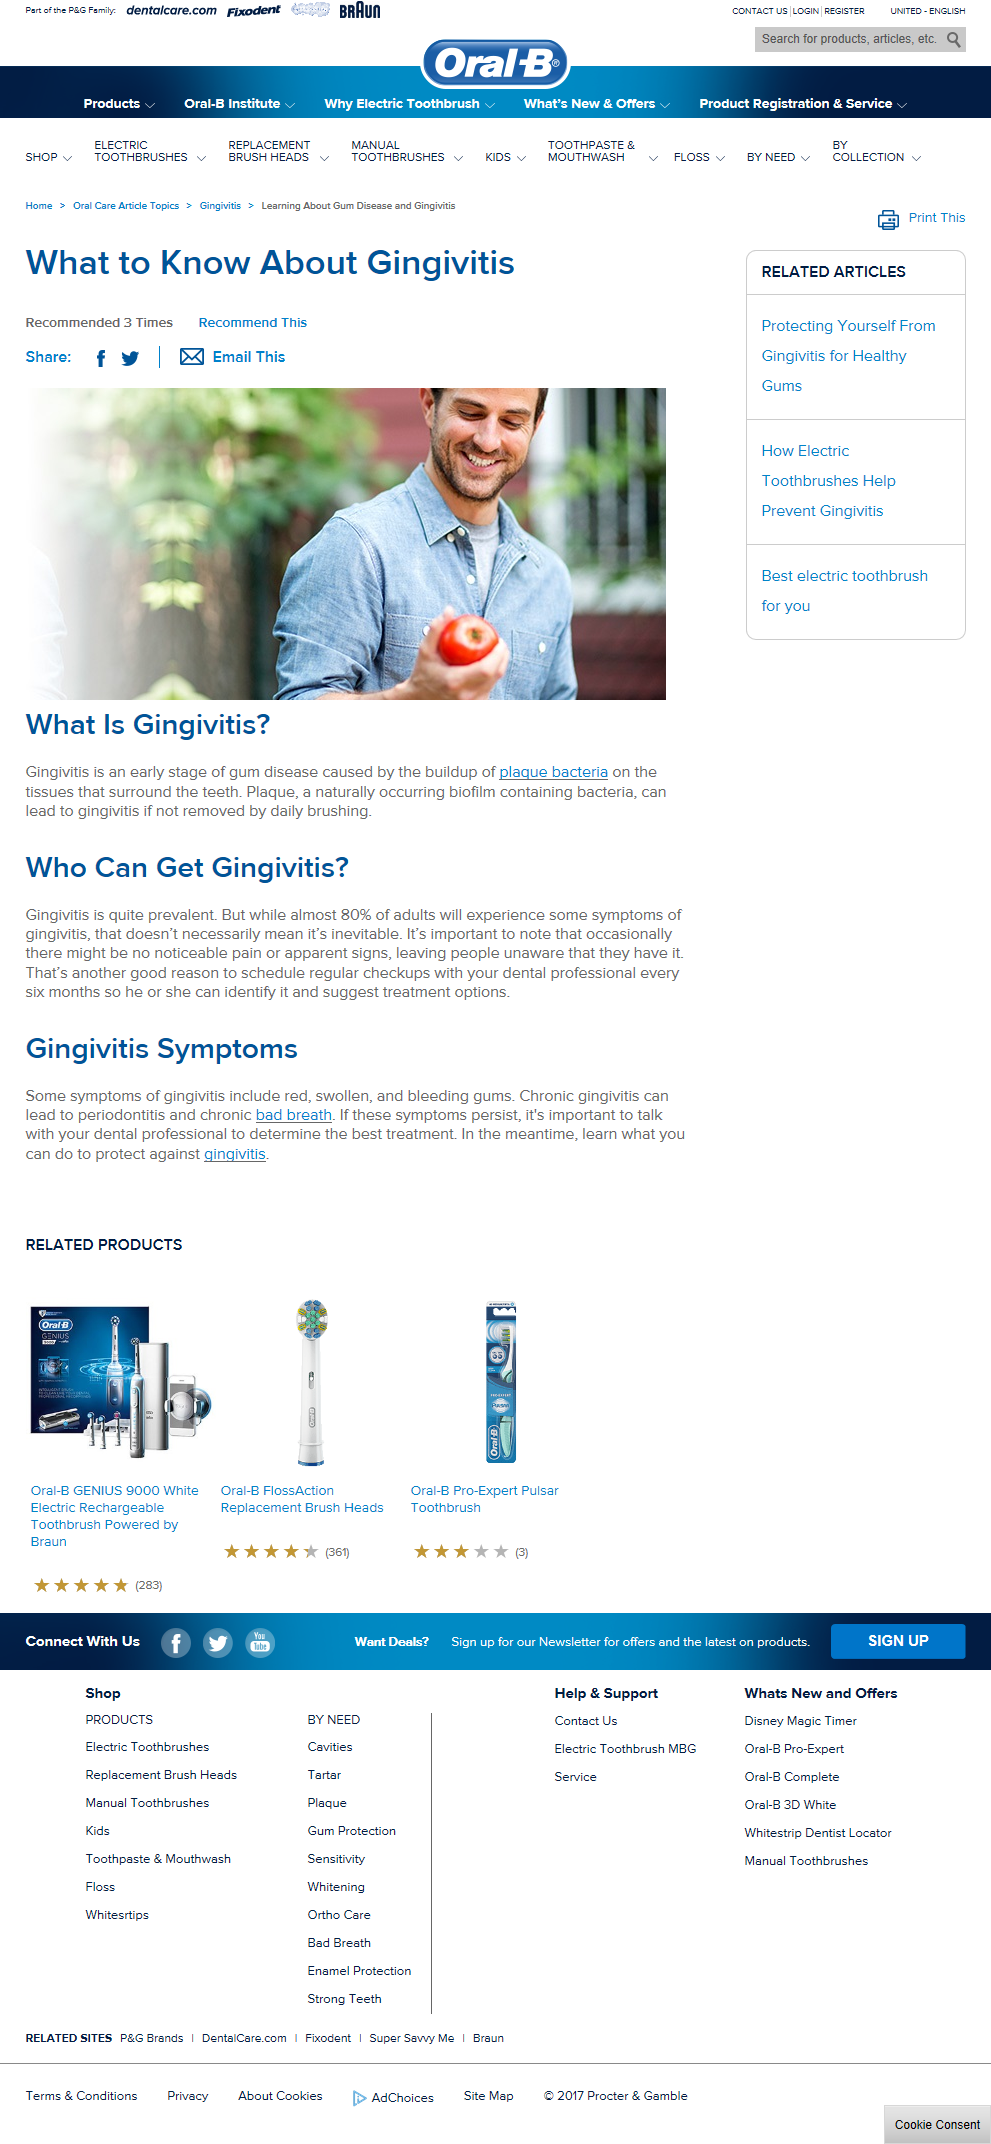 Part of the P&G Family:
dentalcare.com
Fixodent
BRAUN
CONTACT US | LOGIN | REGISTER
UNITED - ENGLISH
Search for products, articles, etc.
Oral-B®
Products
Oral-B Institute
Why Electric Toothbrush
What's New & Offers
Product Registration & Service
SHOP
ELECTRIC
TOOTHBRUSHES
REPLACEMENT
BRUSH HEADS
MANUAL
TOOTHBRUSHES
KIDS
TOOTHPASTE &
MOUTHWASH
FLOSS
BY NEED
BY
COLLECTION
Home > Oral Care Article Topics > Gingivitis > Learning About Gum Disease and Gingivitis
Print This
What to Know About Gingivitis
Recommended 3 Times
Recommend This
Share:
Email This
RELATED ARTICLES
Protecting Yourself From
Gingivitis for Healthy
Gums
How Electric
Toothbrushes Help
Prevent Gingivitis
Best electric toothbrush
for you
What Is Gingivitis?
Gingivitis is an early stage of gum disease caused by the buildup of plaque bacteria on the
tissues that surround the teeth. Plaque, a naturally occurring biofilm containing bacteria, can
lead to gingivitis if not removed by daily brushing.
Who Can Get Gingivitis?
Gingivitis is quite prevalent. But while almost 80% of adults will experience some symptoms of
gingivitis, that doesn’t necessarily mean it’s inevitable. It’s important to note that occasionally
there might be no noticeable pain or apparent signs, leaving people unaware that they have it.
That’s another good reason to schedule regular checkups with your dental professional every
six months so he or she can identify it and suggest treatment options.
Gingivitis Symptoms
Some symptoms of gingivitis include red, swollen, and bleeding gums. Chronic gingivitis can
lead to periodontitis and chronic bad breath. If these symptoms persist, it's important to talk
with your dental professional to determine the best treatment. In the meantime, learn what you
can do to protect against gingivitis.
RELATED PRODUCTS
Oral-B
GENIUS
Oral-B
35
PULSAR
Oral-B
Oral-B GENIUS 9000 White
Electric Rechargeable
Toothbrush Powered by
Braun
(283)
Oral-B FlossAction
Replacement Brush Heads
(361)
Oral-B Pro-Expert Pulsar
Toothbrush
(3)
Connect With Us
You
Tube
Want Deals?
Sign up for our Newsletter for offers and the latest on products.
SIGN UP
Shop
PRODUCTS
Electric Toothbrushes
Replacement Brush Heads
Manual Toothbrushes
Kids
Toothpaste & Mouthwash
Floss
Whitesrtips
BY NEED
Cavities
Tartar
Plaque
Gum Protection
Sensitivity
Whitening
Ortho Care
Bad Breath
Enamel Protection
Strong Teeth
Help & Support
Contact Us
Electric Toothbrush MBG
Service
Whats New and Offers
Disney Magic Timer
Oral-B Pro-Expert
Oral-B Complete
Oral-B 3D White
Whitestrip Dentist Locator
Manual Toothbrushes
RELATED SITES P&G Brands | DentalCare.com | Fixodent | Super Savvy Me | Braun
Terms & Conditions
Privacy
About Cookies
AdChoices
Site Map
© 2017 Procter & Gamble
Cookie Consent